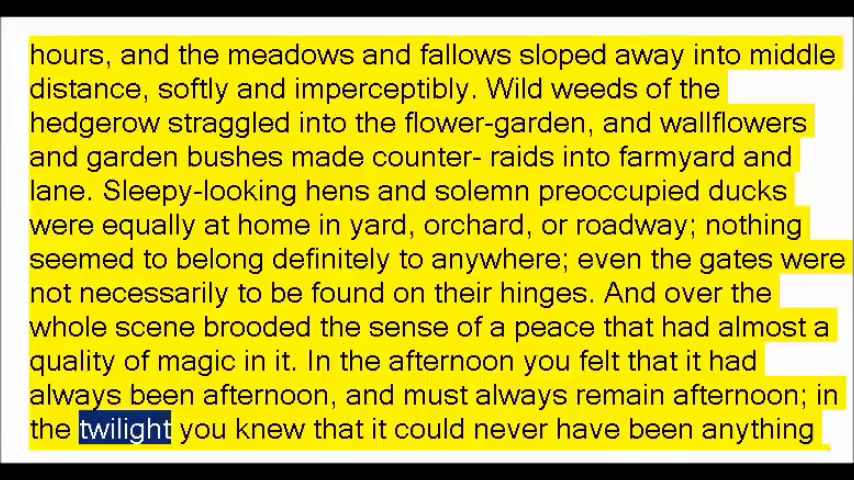 hours, and the meadows and fallows sloped away into middle
distance, softly and imperceptibly. Wild weeds of the
hedgerow straggled into the flower-garden, and wallflowers
and garden bushes made counter- raids into farmyard and
lane. Sleepy-looking hens and solemn preoccupied ducks
were equally at home in yard, orchard, or roadway; nothing
seemed to belong definitely to anywhere; even the gates were
not necessarily to be found on their hinges. And over the
whole scene brooded the sense of a peace that had almost a
quality of magic in it. In the afternoon you felt that it had
always been afternoon, and must always remain afternoon; in
the twilight you knew that it could never have been anything